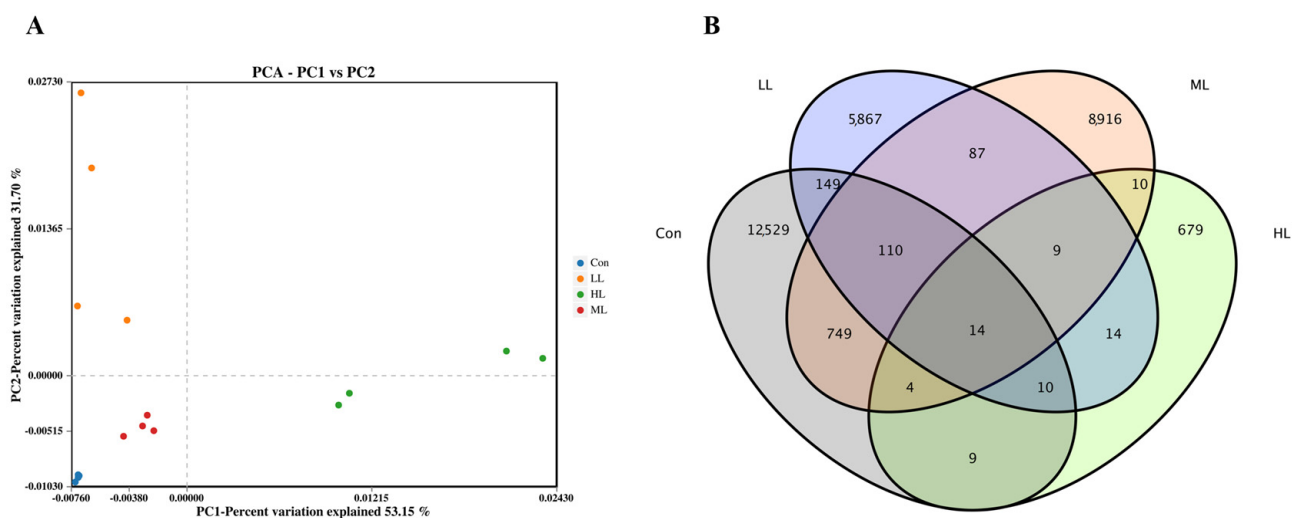 A
B
PCA - PC1 vs PC2
0.02730
0.01365
0.00000
-0.00515
-0.01030
PC2-Percent variation explained 31.70 %
-0.00760
-0.00380
0.00000
0.01215
0.02430
PC1-Percent variation explained 53.15 %
Con
LL
HL
ML
LL
ML
Con
HL
5,867
8,916
87
149
10
12,529
679
110
9
749
14
14
4
10
9